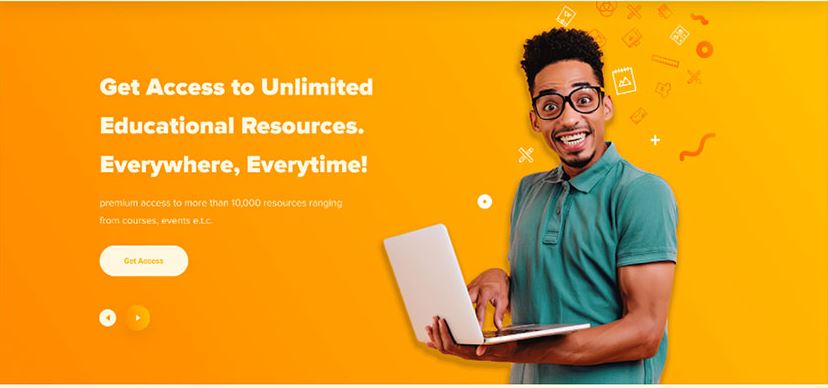 Get Access to Unlimited
Educational Resources.
Everywhere, Everytime!
premium access to more than 10,000 resources ranging
from courses, events e.t.c.
Get Access